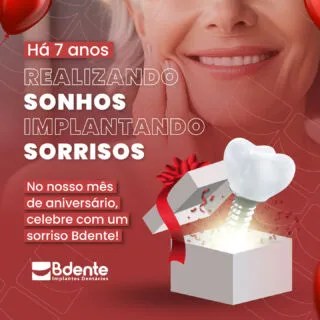 Há 7 anos
REALIZANDO
SONHOS
IMPLANTANDO
SORRISOS
No nosso mês
de aniversário,
celebre com um
sorriso Bdente!
Bdente
Implantes Dentários